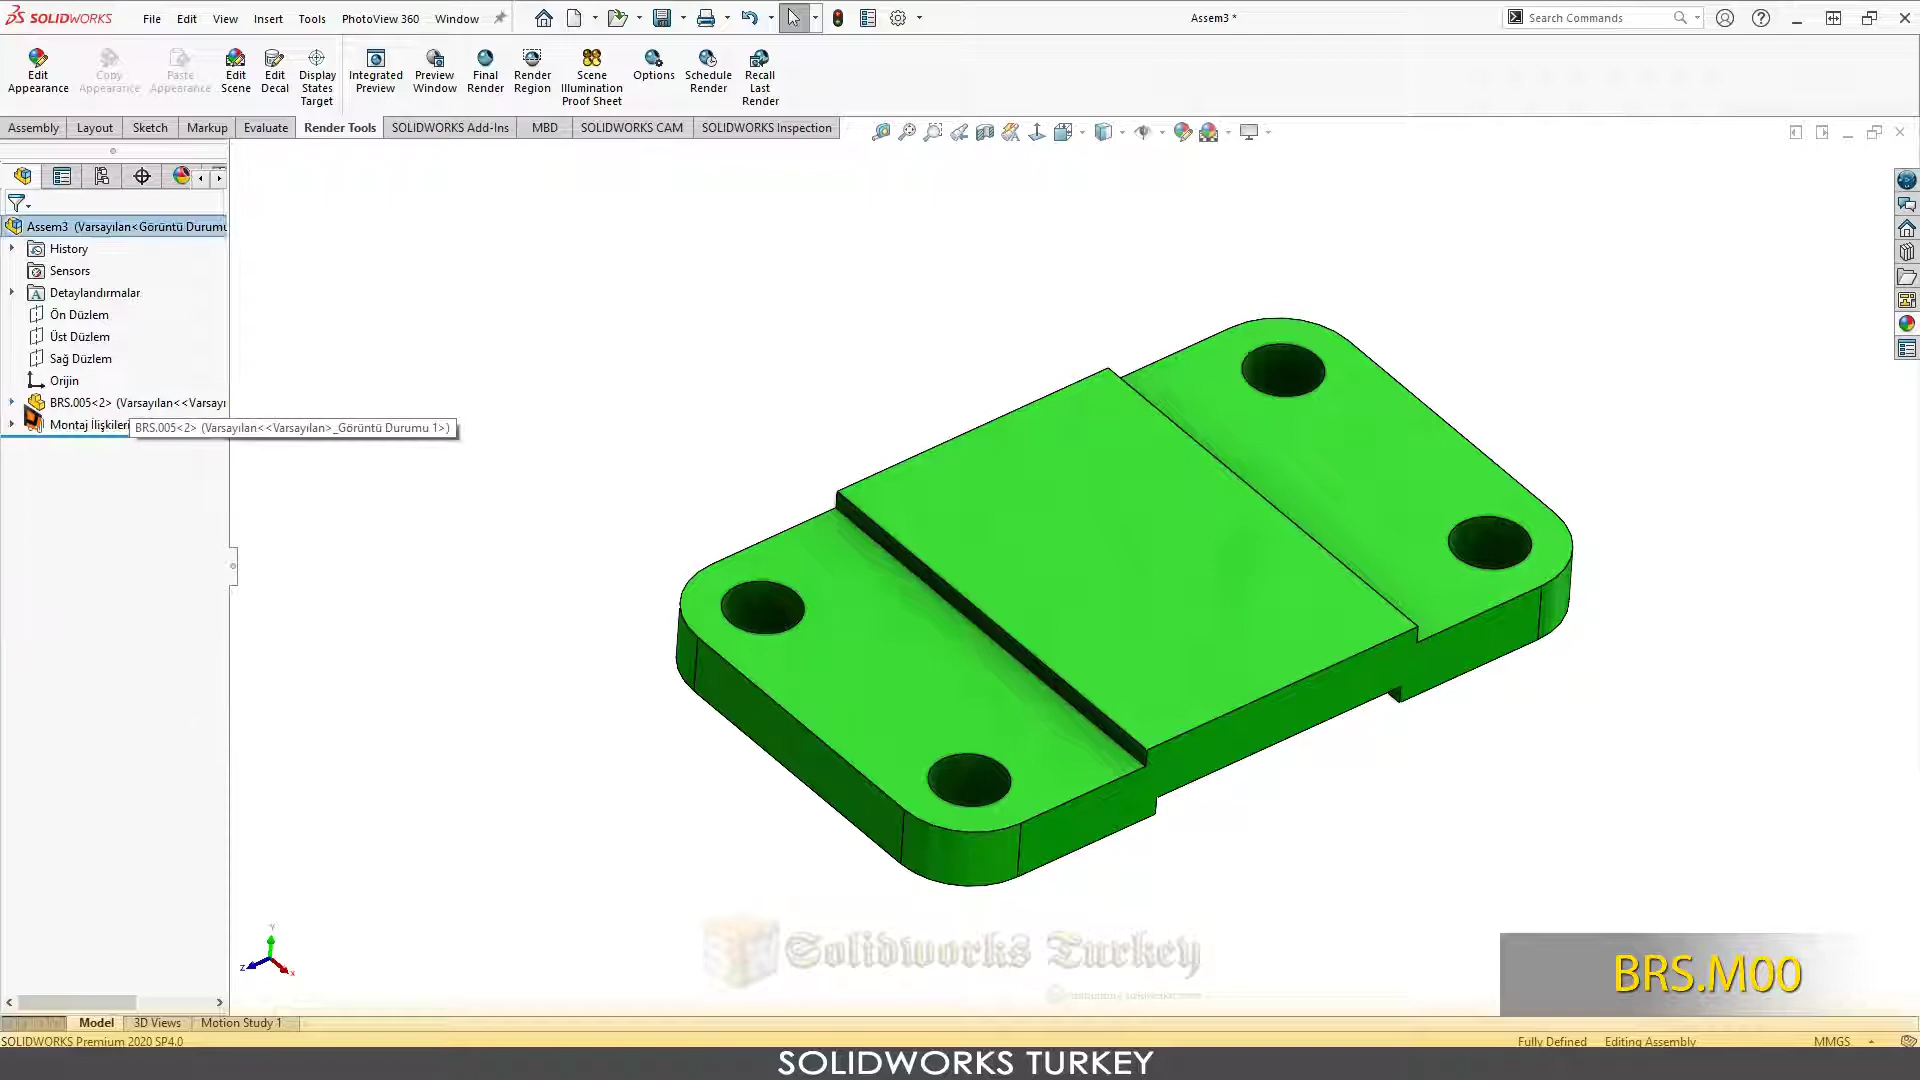 SOLIDWORKS File Edit View Insert Tools PhotoView 360 Window Assem3 * Search Commands
Edit Appearance
Copy Appearance
Paste Appearance
Edit Scene
Edit Decal
Display States Target
Integrated Preview
Preview Window
Final Render
Render Region
Scene Illumination Proof Sheet
Options
Schedule Render
Recall Last Render
Assembly Layout Sketch Markup Evaluate Render Tools SOLIDWORKS Add-Ins MBD SOLIDWORKS CAM SOLIDWORKS Inspection
Assem3 (Varsayılan<Görüntü Durumu
History
Sensors
Detaylandırmalar
Ön Düzlem
Üst Düzlem
Sağ Düzlem
Orijin
BRS.005<2> (Varsayılan<<Varsayı
Montaj İlişkileri
BRS.005<2> (Varsayılan<<Varsayılan>_Görüntü Durumu 1>)
Y
Z
X
Solidworks Turkey
BRS.M00
Model 3D Views Motion Study 1
SOLIDWORKS Premium 2020 SP4.0 Fully Defined Editing Assembly MMGS
SOLIDWORKS TURKEY